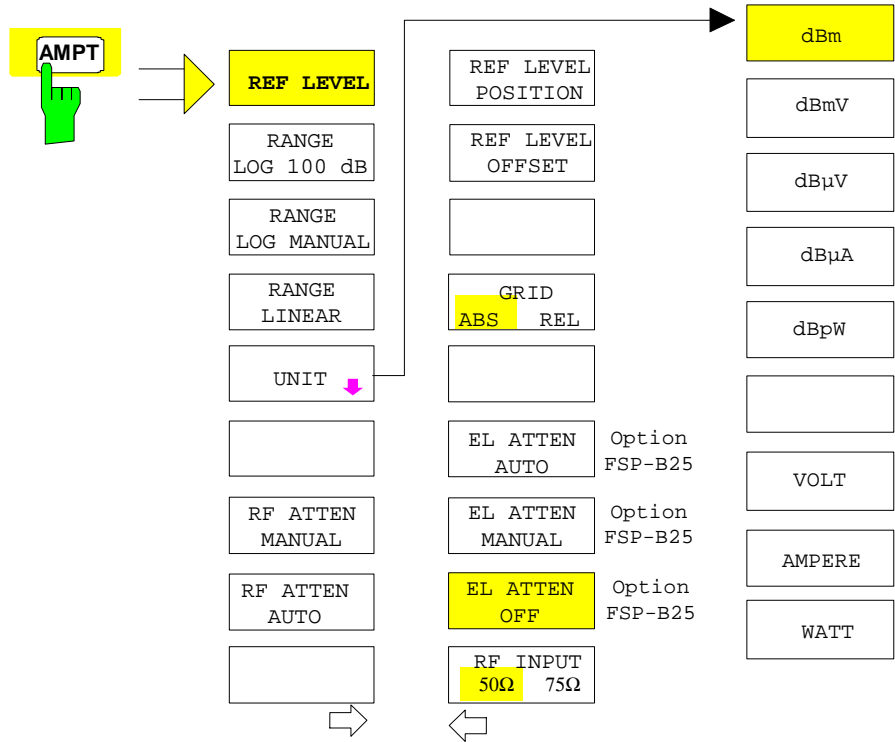 AMPT
REF LEVEL
RANGE
LOG 100 dB
RANGE
LOG MANUAL
RANGE
LINEAR
UNIT
RF ATTEN
MANUAL
RF ATTEN
AUTO
REF LEVEL
POSITION
REF LEVEL
OFFSET
GRID
ABS REL
EL ATTEN
AUTO
Option
FSP-B25
EL ATTEN
MANUAL
Option
FSP-B25
EL ATTEN
OFF
Option
FSP-B25
RF INPUT
50Ω 75Ω
dBm
dBmV
dBµV
dBµA
dBpW
VOLT
AMPERE
WATT